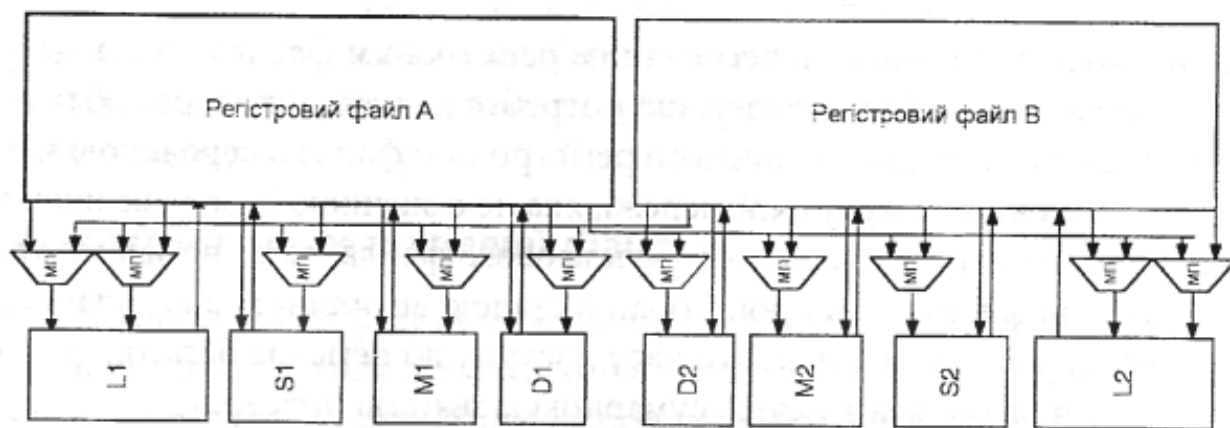 Регістровий файл А
Регістровий файл В
МП
МП
МП
МП
МП
МП
МП
МП
МП
МП
L1
S1
M1
D1
D2
M2
S2
L2